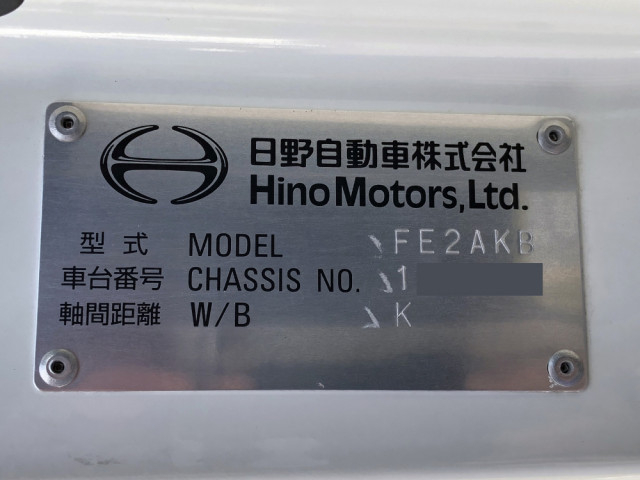 日野自動車株式会社
Hino Motors, Ltd.
型式 MODEL FE2AKB
車台番号 CHASSIS NO. 1
軸間距離 W/B K